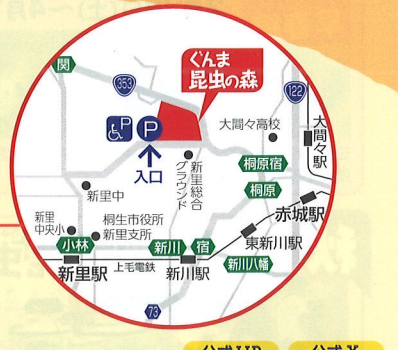 関
353
ぐんま
昆虫の森
122
P
P
入口
大間々高校
大間々駅
新里総合
グラウンド
桐原宿
桐原
新里中
赤城駅
新里
中央小
桐生市役所
新里支所
小林
新川
宿
東新川駅
新川八幡
新里駅
上毛電鉄
新川駅
73